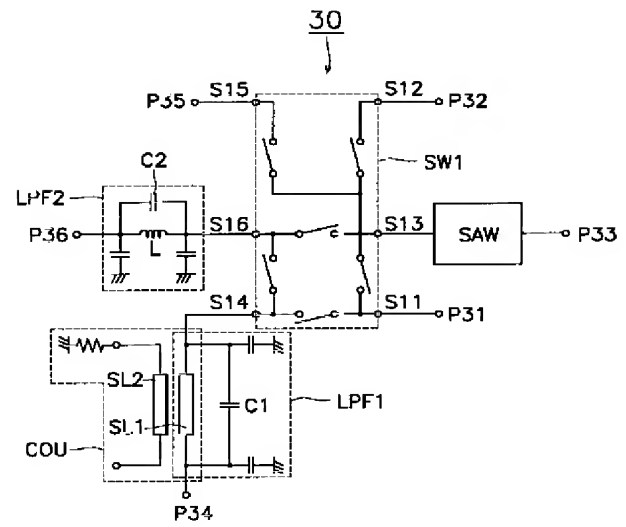 30
S15
S12
P35
P32
C2
SW1
LPF2
S16
S13
P36
L
SAW
P33
S14
S11
P31
SL2
SL1
C1
LPF1
COU
P34